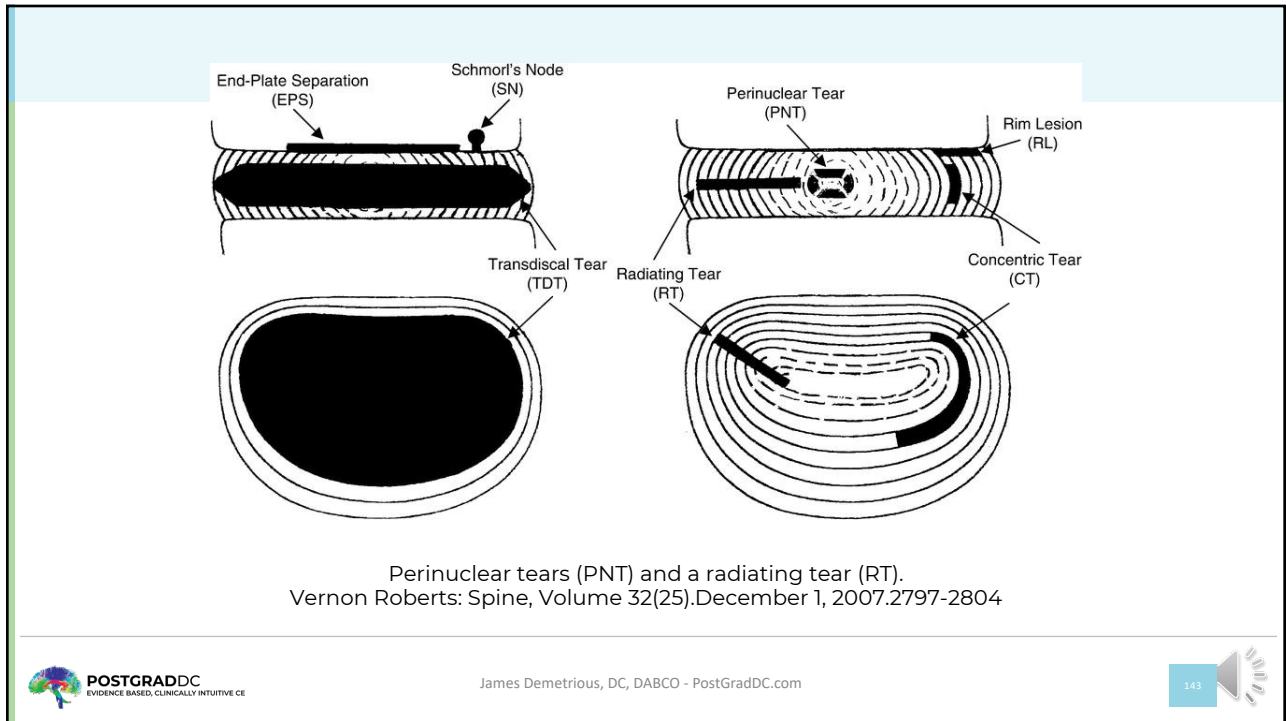 End-Plate Separation
(EPS)
Schmorl's Node
(SN)
Perinuclear Tear
(PNT)
Rim Lesion
(RL)
Transdiscal Tear
(TDT)
Radiating Tear
(RT)
Concentric Tear
(CT)
Perinuclear tears (PNT) and a radiating tear (RT).
Vernon Roberts: Spine, Volume 32(25).December 1, 2007.2797-2804
POSTGRADDC
EVIDENCE BASED, CLINICALLY INTUITIVE CE
James Demetrious, DC, DABCO - PostGradDC.com
143